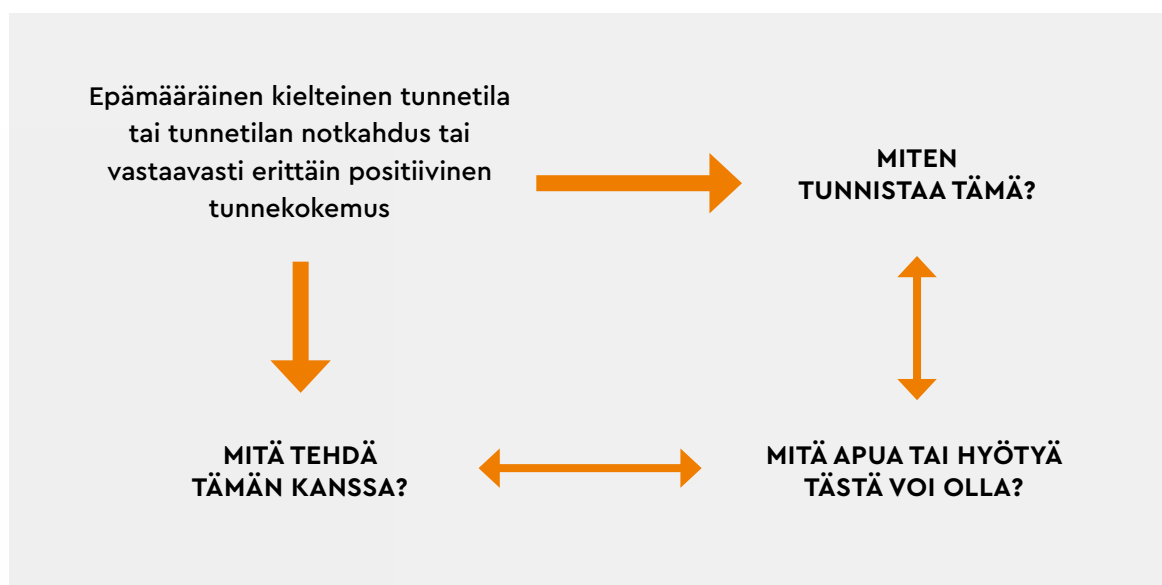 Epämääräinen kielteinen tunnetila
tai tunnetilan notkahdus tai
vastaavasti erittäin positiivinen
tunnekokemus
MITEN
TUNNISTAA TÄMÄ?
MITÄ TEHDÄ
TÄMÄN KANSSA?
MITÄ APUA TAI HYÖTYÄ
TÄSTÄ VOI OLLA?